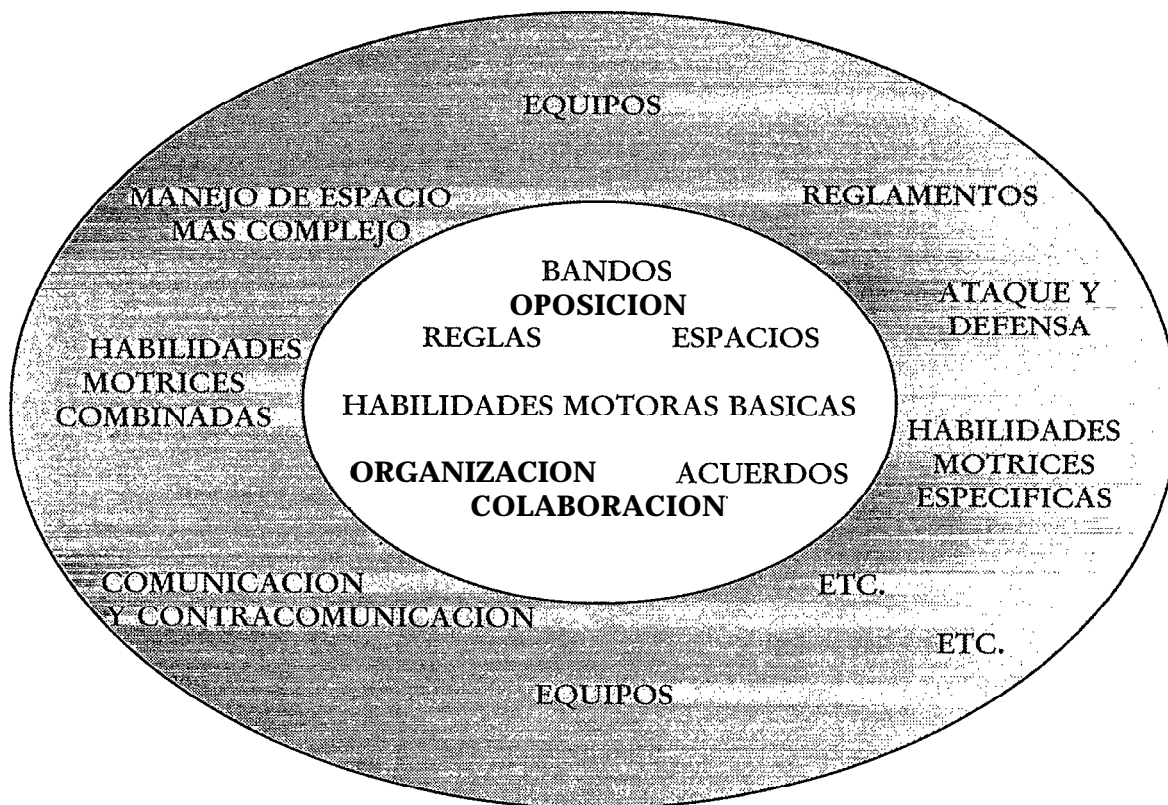 EQUIPOS
MANEJO DE ESPACIO
MAS COMPLEJO
REGLAMENTOS
BANDOS
OPOSICION
REGLAS ESPACIOS
ATAQUE Y
DEFENSA
HABILIDADES
MOTRICES
COMBINADAS
HABILIDADES MOTORAS BASICAS
HABILIDADES
MOTRICES
ESPECIFICAS
ORGANIZACION ACUERDOS
COLABORACION
COMUNICACION
Y CONTRACOMUNICACION
ETC.
ETC.
EQUIPOS